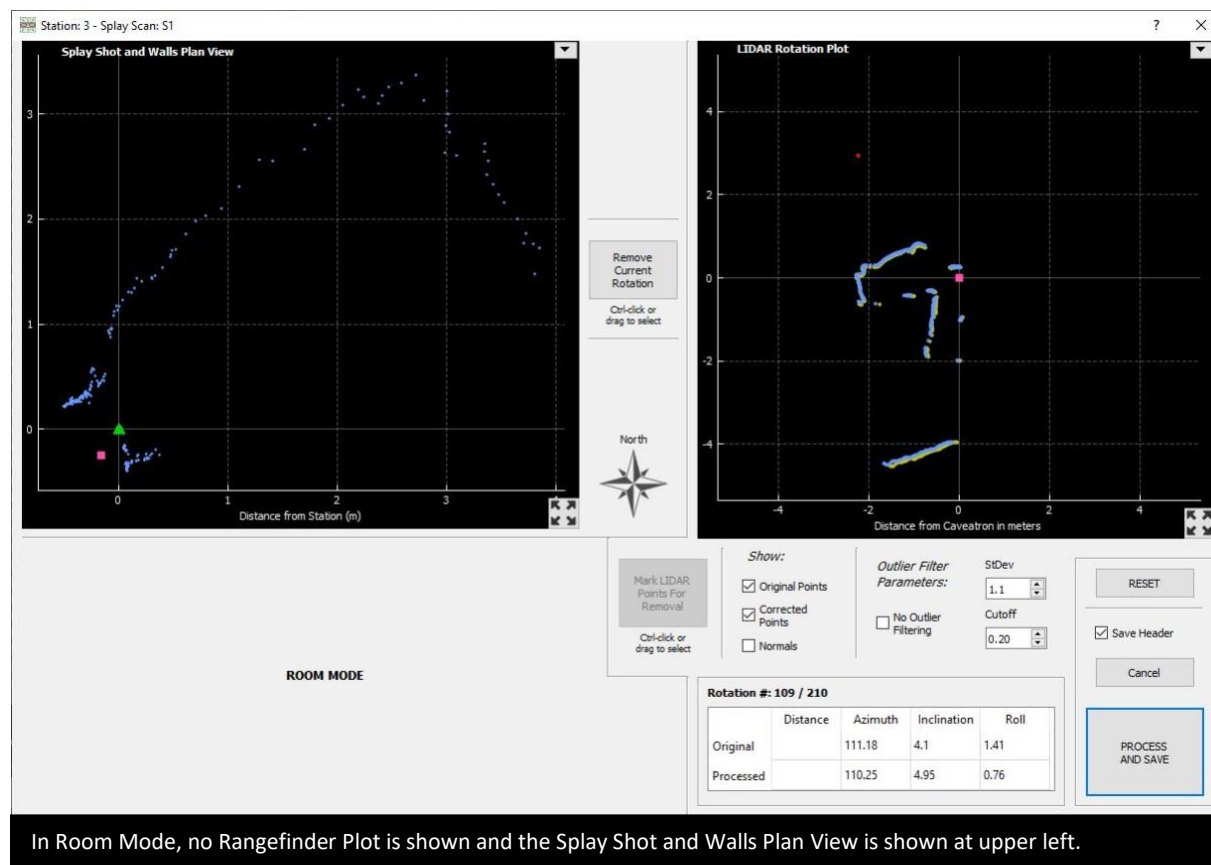 Station: 3 - Splay Scan: S1
?
Splay Shot and Walls Plan View
3
2
1
0
0
1
2
3
Distance from Station (m)
Remove
Current
Rotation
Ctrl-click or
drag to select
North
LIDAR Rotation Plot
4
2
0
-2
-4
-4
-2
0
2
4
Distance from Caveatron in meters
ROOM MODE
Mark LIDAR
Points For
Removal
Ctrl-click or
drag to select
Show:
Original Points
Corrected
Points
Normals
Outlier Filter
Parameters:
No Outlier
Filtering
StDev
1.1
Cutoff
0.20
RESET
Save Header
Cancel
PROCESS
AND SAVE
Rotation #: 109 / 210
Distance Azimuth Inclination Roll
Original 111.18 4.1 1.41
Processed 110.25 4.95 0.76
In Room Mode, no Rangefinder Plot is shown and the Splay Shot and Walls Plan View is shown at upper left.